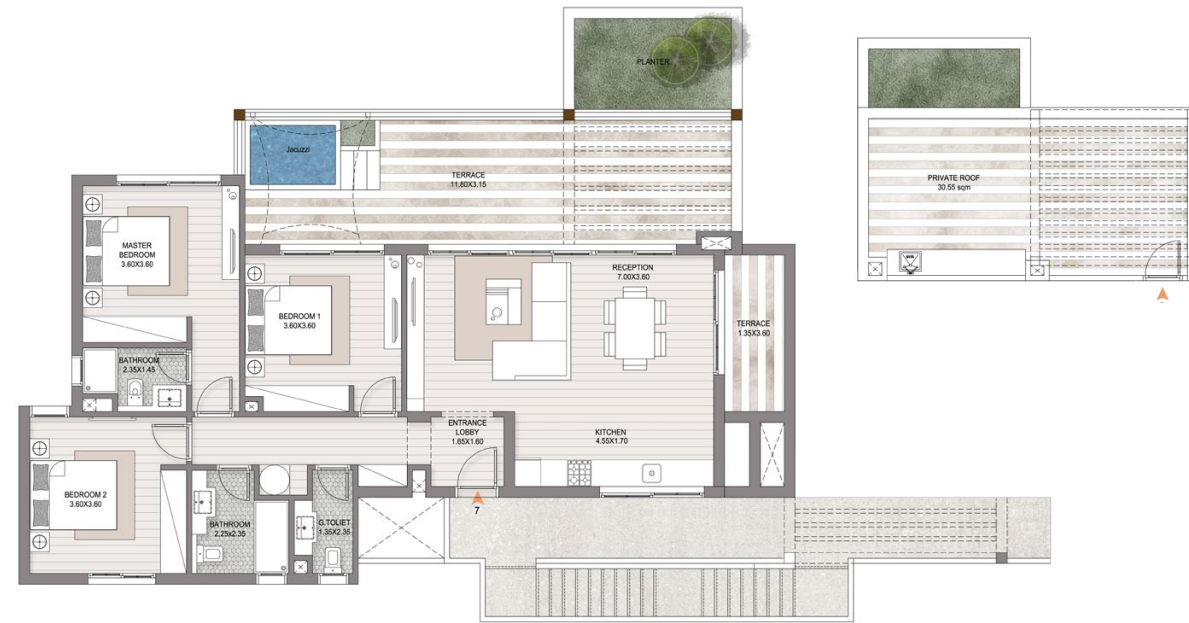 PLANTER
Jacuzzi
TERRACE
11.80X3.15
PRIVATE ROOF
30.55 sqm
MASTER
BEDROOM
3.60X3.60
RECEPTION
7.00X3.60
BEDROOM 1
3.60X3.60
TERRACE
1.35X3.60
BATHROOM
2.35X1.45
ENTRANCE
LOBBY
1.65X1.60
KITCHEN
4.55X1.70
BEDROOM 2
3.60X3.60
BATHROOM
2.25x2.35
G.TOLIET
1.35X2.35
7